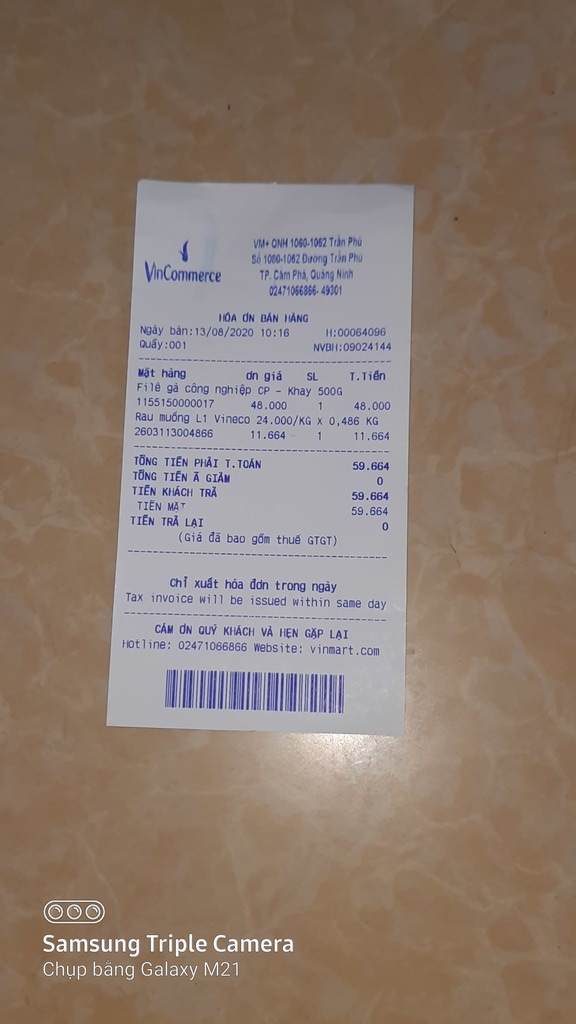 VinCommerce
VM+ QNH 1060-1062 Trần Phú
Số 1060-1062 Đường Trần Phú
TP. Cẩm Phả, Quảng Ninh
02471066866- 49301
HÓA ƠN BÁN HÀNG
Ngày bán:13/08/2020 10:16 H:00064096
Quầy:001 NVBH:09024144
Mặt hàng ơn giá SL T.Tiền
Filê gà công nghiệp CP - Khay 500G
1155150000017 48.000 1 48.000
Rau muống L1 Vineco 24.000/KG X 0,486 KG
2603113004866 11.664 1 11.664
TỔNG TIỀN PHẢI T.TOÁN 59.664
TỔNG TIỀN Ã GIẢM 0
TIỀN KHÁCH TRẢ 59.664
TIỀN MẶT 59.664
TIỀN TRẢ LẠI 0
(Giá đã bao gồm thuế GTGT)
Chỉ xuất hóa đơn trong ngày
Tax invoice will be issued within same day
CẢM ƠN QUÝ KHÁCH VÀ HẸN GẶP LẠI
Hotline: 02471066866 Website: vinmart.com
Samsung Triple Camera
Chụp bằng Galaxy M21